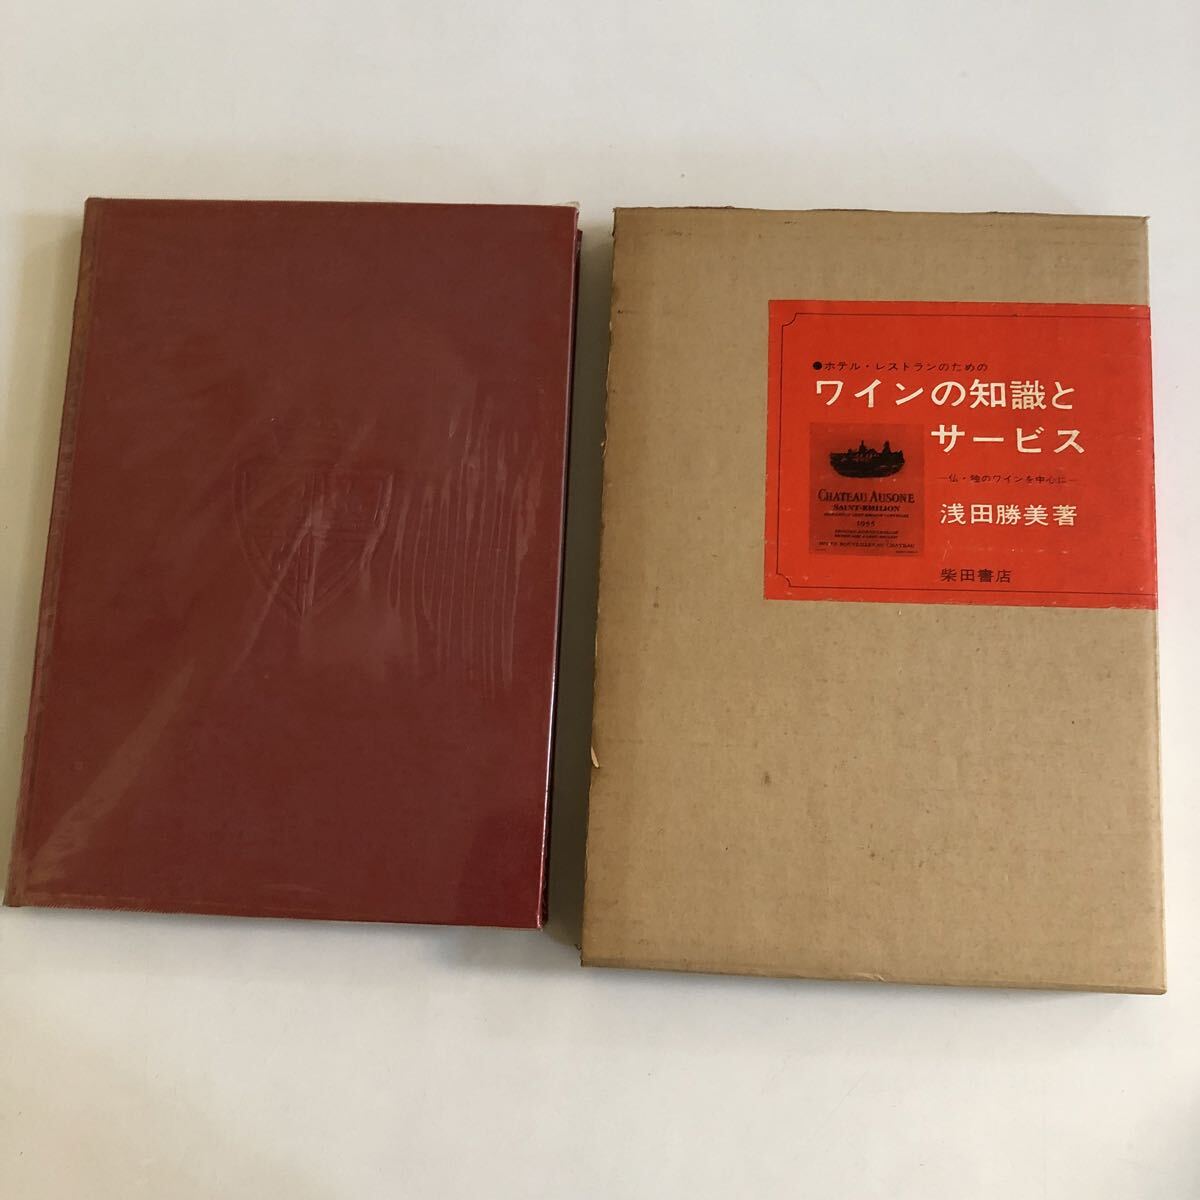 ●ホテル・レストランのための
ワインの知識と
サービス
—仏・独のワインを中心に—
浅田勝美著
柴田書店
CHATEAU AUSONE
SAINT-EMILION
1955